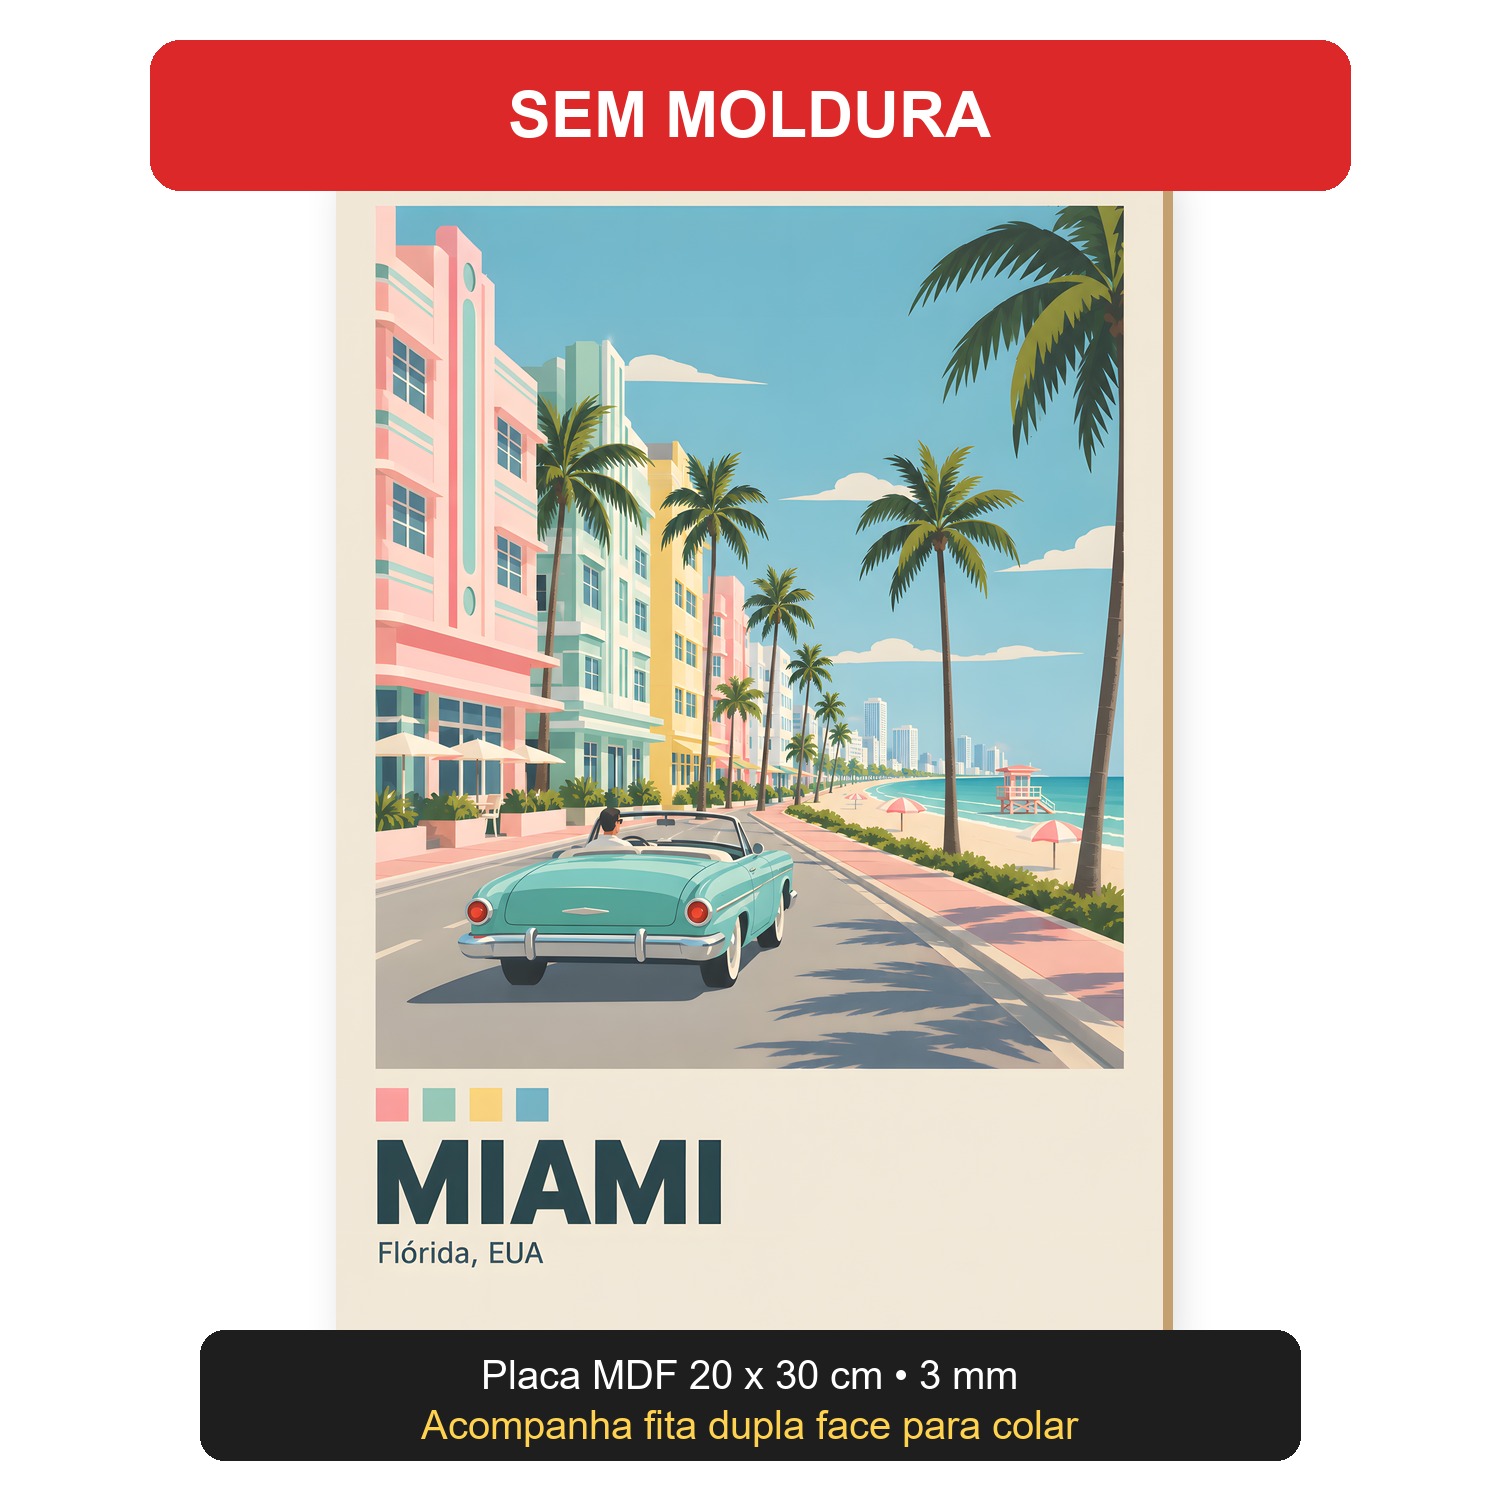 SEM MOLDURA
MIAMI
Flórida, EUA
Placa MDF 20 x 30 cm • 3 mm
Acompanha fita dupla face para colar